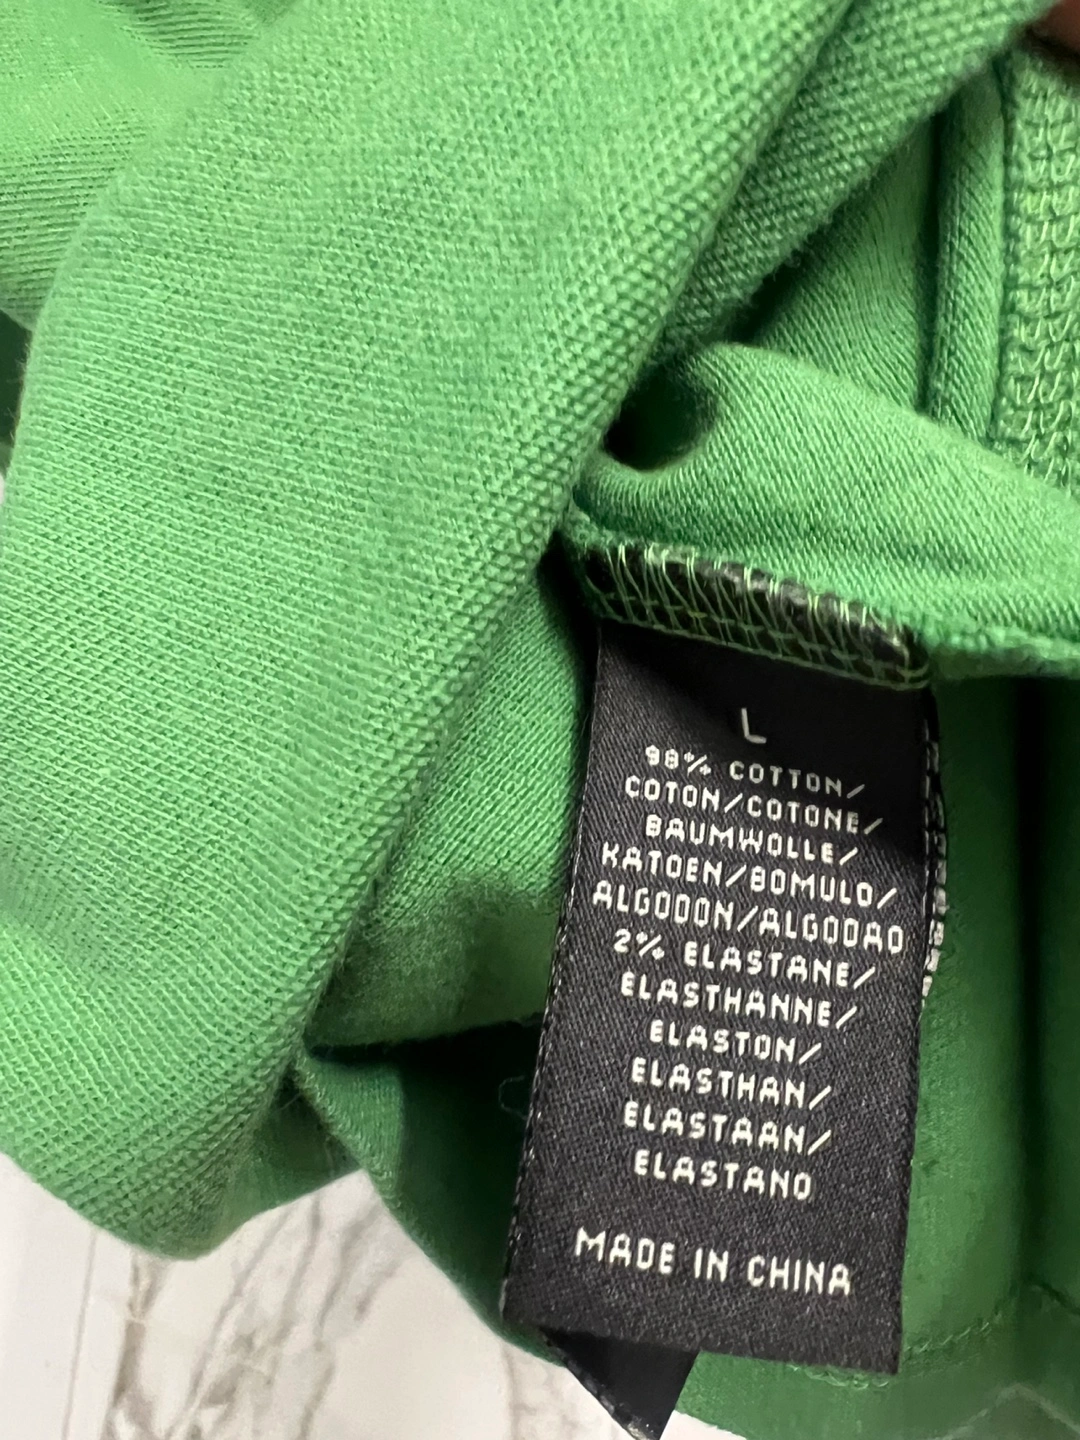 L
98% COTTON/
COTON/COTONE/
BAUMWOLLE/
KATOEN/BOMULD/
ALGODON/ALGODAO
2% ELASTANE/
ELASTHANNE/
ELASTON/
ELASTHAN/
ELASTAAN/
ELASTANO
MADE IN CHINA